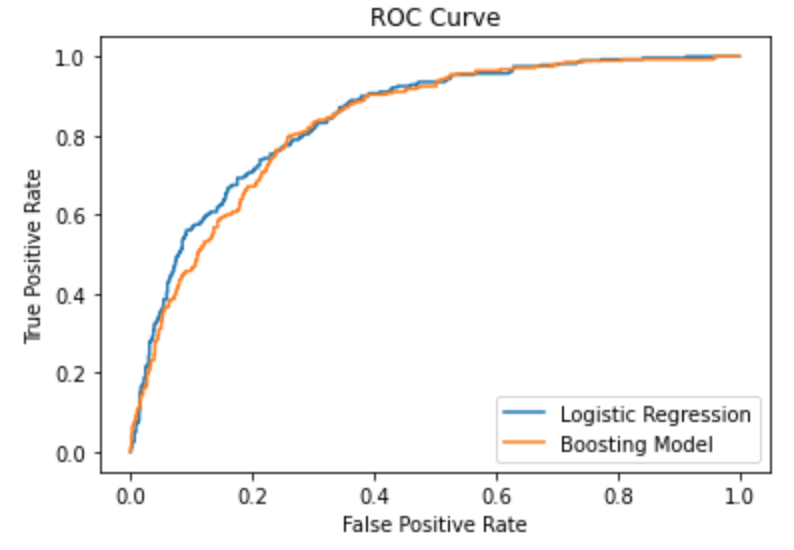 ROC Curve
1.0
0.8
0.6
0.4
0.2
0.0
True Positive Rate
Logistic Regression
Boosting Model
0.0 0.2 0.4 0.6 0.8 1.0
False Positive Rate